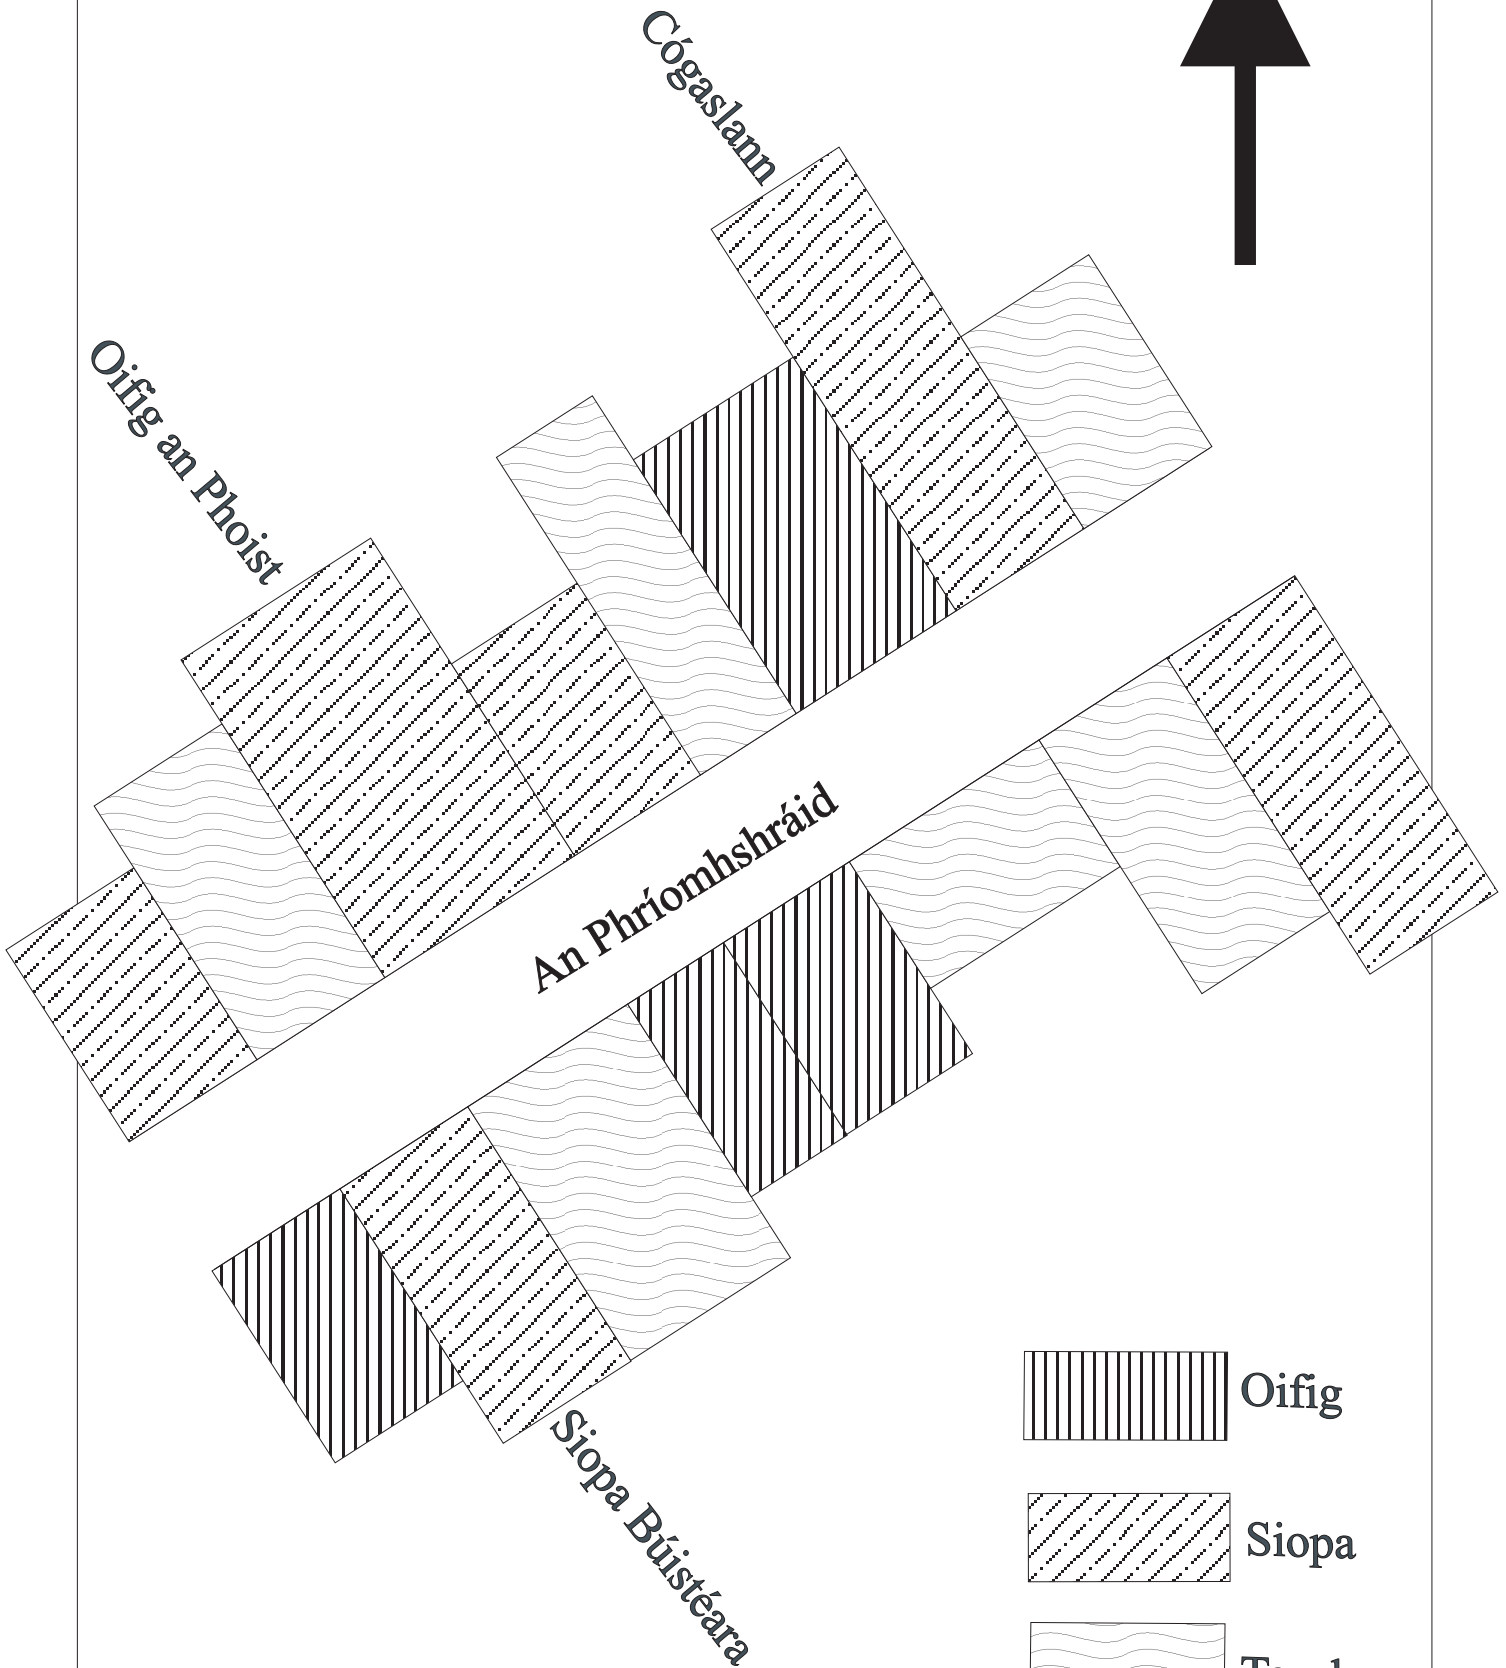 Cógaslann
Oifig an Phoist
An Phríomhshráid
Siopa Búistéara
Oifig
Siopa